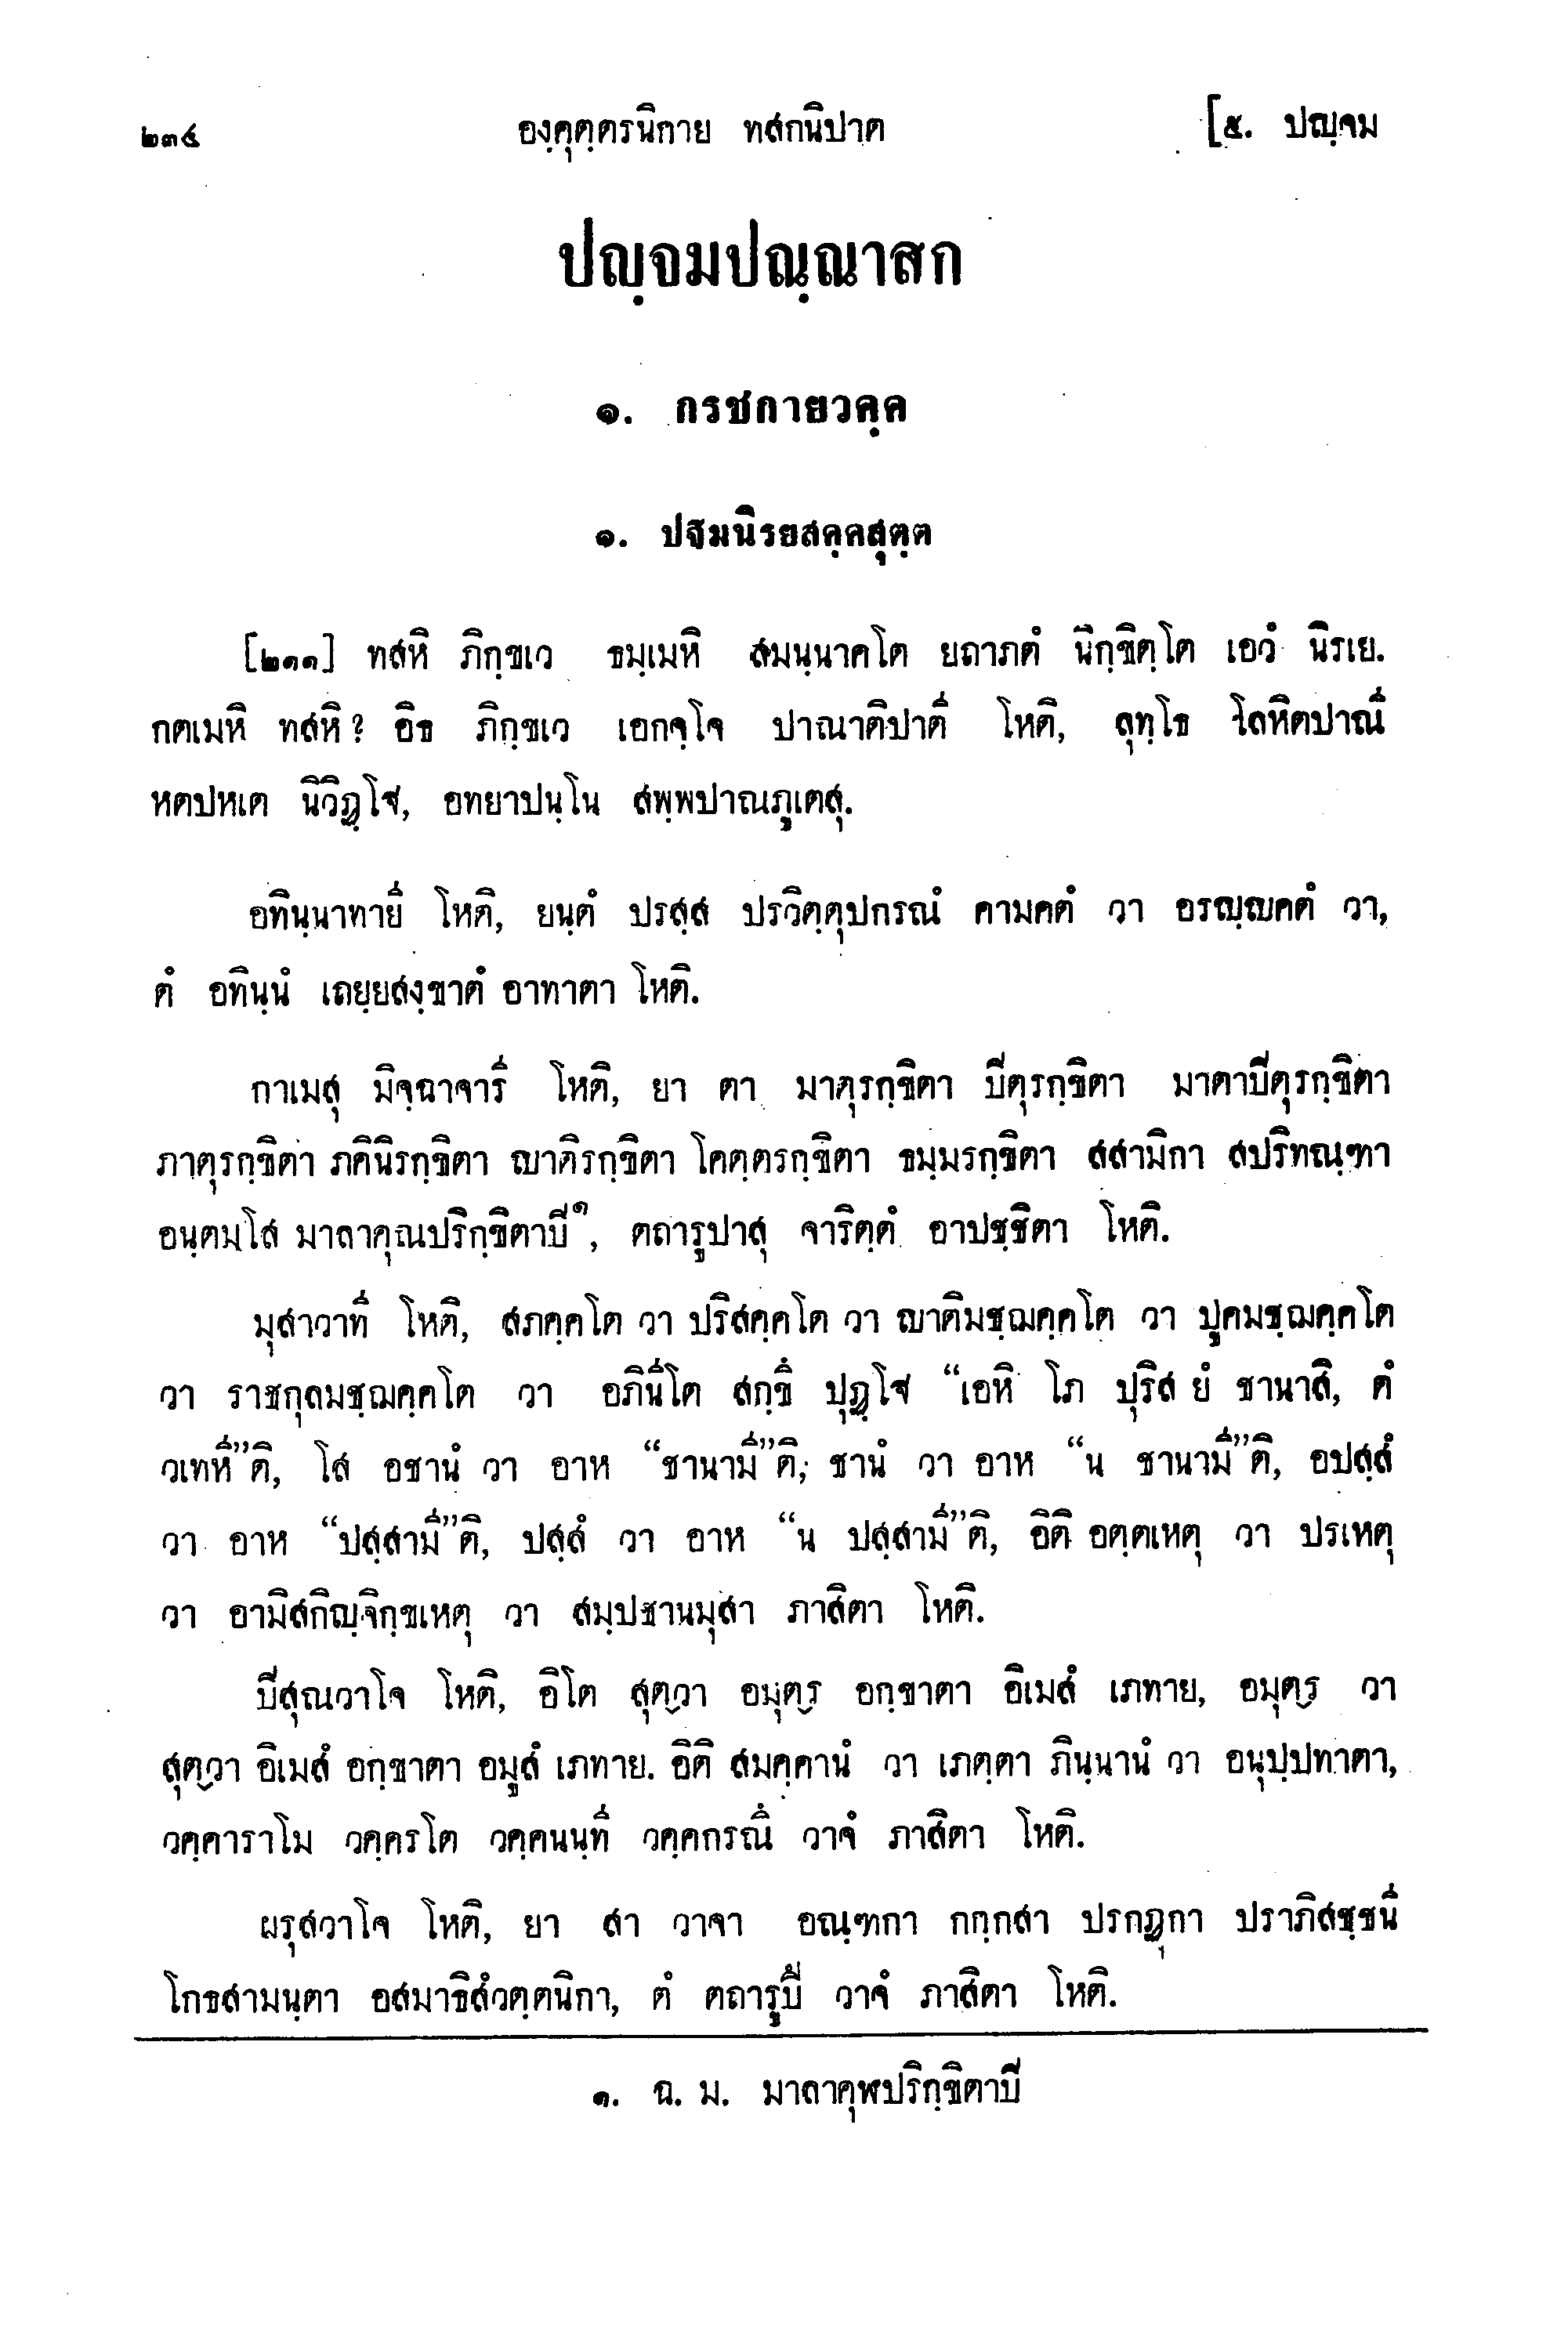 ๒๓๔ องฺคุตฺตรนิกาย ทสกนิปาต [๕. ปญฺจม
ปญฺจมปณฺณาสก
๑. กรชกายวคฺค
๑. ปฐมนิรยสคฺคสุตฺต
[๒๑๑] ทสหิ ภิกฺขเว ธมฺเมหิ สมนฺนาคโต ยถาภตํ นิกฺขิตฺโต เอวํ นิรเย.
กตเมหิ ทสหิ? อิธ ภิกฺขเว เอกจฺโจ ปาณาติปาตี โหติ, ลุทฺโธ โลหิตปาณี
หตปหเต นิวิฏฺโฐ, อทยาปนฺโน สพฺพปาณภูเตสุ.
อทินฺนาทายี โหติ, ยนฺตํ ปรสฺส ปรวิตฺตุปกรณํ คามคตํ วา อรญฺญคตํ วา,
ตํ อทินฺนํ เถยฺยสงฺขาตํ อาทาตา โหติ.
กาเมสุ มิจฺฉาจารี โหติ, ยา ตา มาตุรกฺขิตา ปีตุรกฺขิตา มาตาปีตุรกฺขิตา
ภาตุรกฺขิตา ภคินิรกฺขิตา ญาติรกฺขิตา โคตฺตรกฺขิตา ธมฺมรกฺขิตา สสามิกา สปริทณฺฑา
อนฺตมโส มาลาคุณปริกฺขิตาปี๑, ตถารูปาสุ จาริตฺตํ อาปชฺชิตา โหติ.
มุสาวาที โหติ, สภคฺคโต วา ปริสคฺคโต วา ญาติมชฺฌคฺคโต วา ปูคมชฺฌคฺคโต
วา ราชกุลมชฺฌคฺคโต วา อภินีโต สกฺขึ ปุฏฺโฐ “เอหิ โภ ปุริส ยํ ชานาสิ, ตํ
วเทหี”ติ, โส อชานํ วา อาห “ชานามี”ติ, ชานํ วา อาห “น ชานามี”ติ, อปสฺสํ
วา อาห “ปสฺสามี”ติ, ปสฺสํ วา อาห “น ปสฺสามี”ติ, อิติ อตฺตเหตุ วา ปรเหตุ
วา อามิสกิญฺจิกฺขเหตุ วา สมฺปชานมุสา ภาสิตา โหติ.
ปีสุณวาโจ โหติ, อิโต สุตฺวา อมุตฺร อกฺขาตา อิเมสํ เภทาย, อมุตฺร วา
สุตฺวา อิเมสํ อกฺขาตา อมูสํ เภทาย. อิติ สมคฺคานํ วา เภตฺตา ภินฺนานํ วา อนุปฺปทาตา,
วคฺคาราโม วคฺครโต วคฺคนนฺที วคฺคกรณึ วาจํ ภาสิตา โหติ.
ผรุสวาโจ โหติ, ยา สา วาจา อณฺฑกา กกฺกสา ปรกฏุกา ปราภิสชฺชนี
โกธสามนฺตา อสมาธิสํวตฺตนิกา, ตํ ตถารูปึ วาจํ ภาสิตา โหติ.
๑. ฉ. ม. มาลาคุฬปริกฺขิตาปี